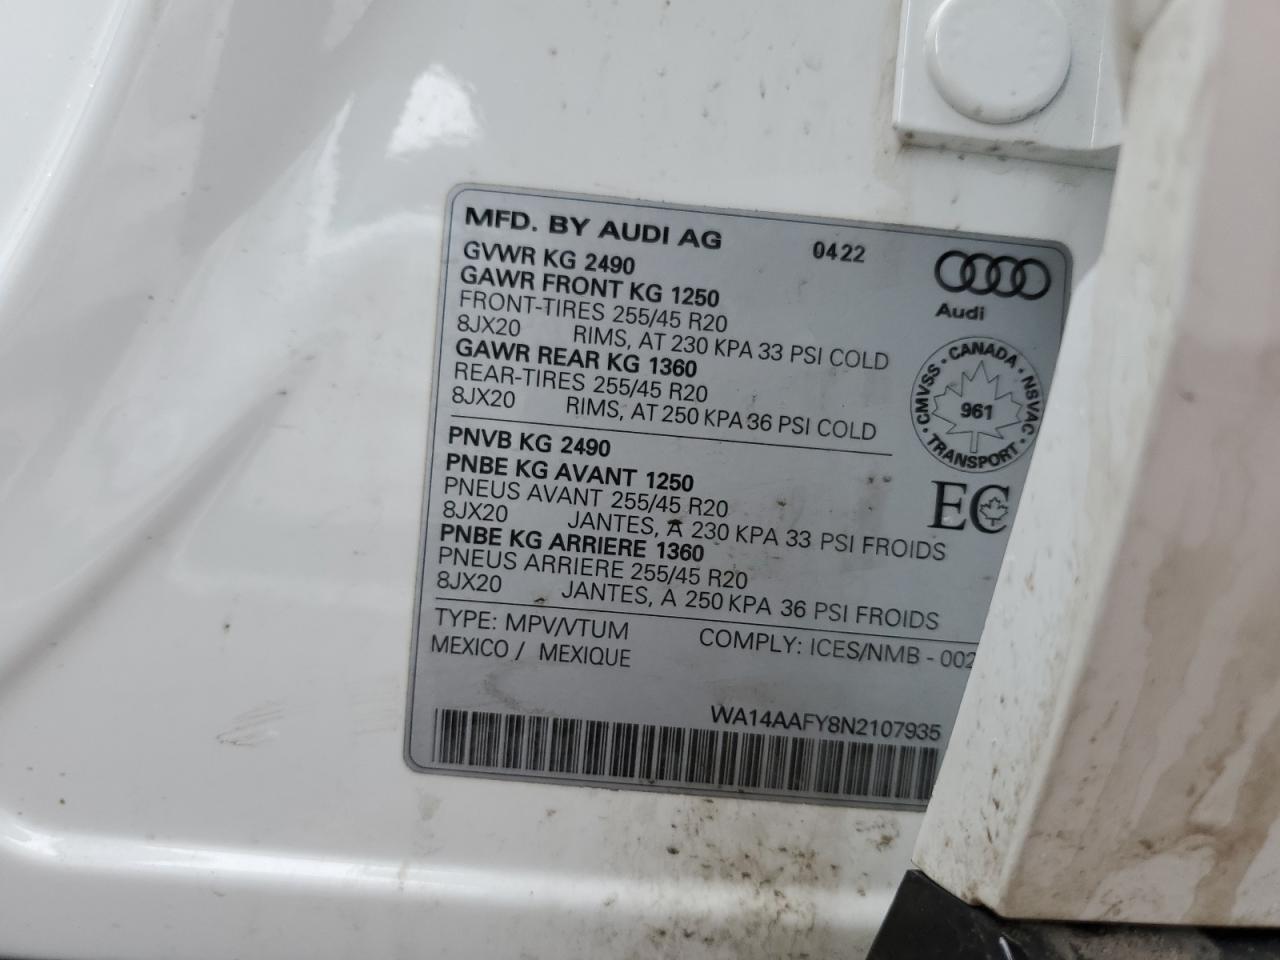 MFD. BY AUDI AG 0422
GVWR KG 2490
GAWR FRONT KG 1250
FRONT-TIRES 255/45 R20
8JX20 RIMS, AT 230 KPA 33 PSI COLD
GAWR REAR KG 1360
REAR-TIRES 255/45 R20
8JX20 RIMS, AT 250 KPA 36 PSI COLD
Audi
CMVSS • CANADA • NSVAC • TRANSPORT •
961
EC
PNVB KG 2490
PNBE KG AVANT 1250
PNEUS AVANT 255/45 R20
8JX20 JANTES, A 230 KPA 33 PSI FROIDS
PNBE KG ARRIERE 1360
PNEUS ARRIERE 255/45 R20
8JX20 JANTES, A 250 KPA 36 PSI FROIDS
TYPE: MPV/VTUM COMPLY: ICES/NMB - 002
MEXICO / MEXIQUE
WA14AAFY8N2107935